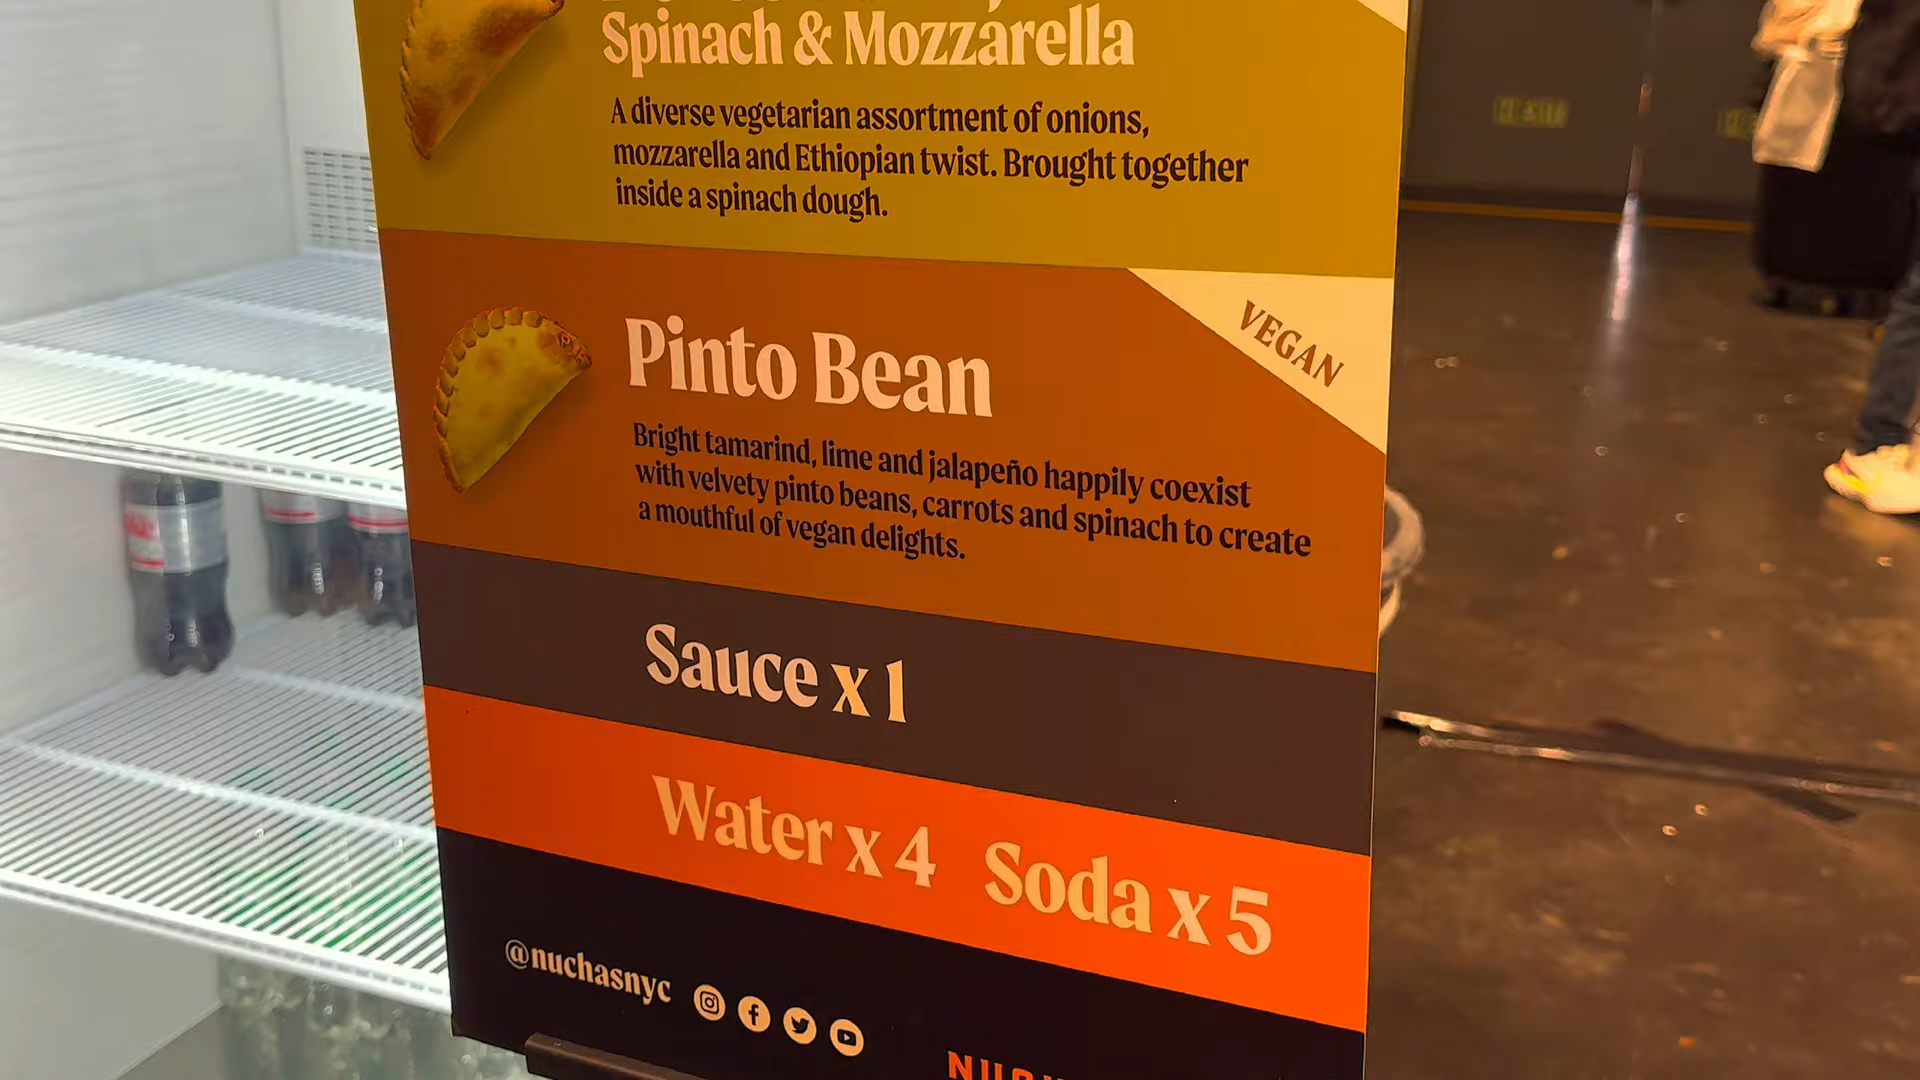 Spinach & Mozzarella
A diverse vegetarian assortment of onions,
mozzarella and Ethiopian twist. Brought together
inside a spinach dough.
VEGAN
Pinto Bean
Bright tamarind, lime and jalapeño happily coexist
with velvety pinto beans, carrots and spinach to create
a mouthful of vegan delights.
Sauce x 1
Water x 4 Soda x 5
@nuchasnyc